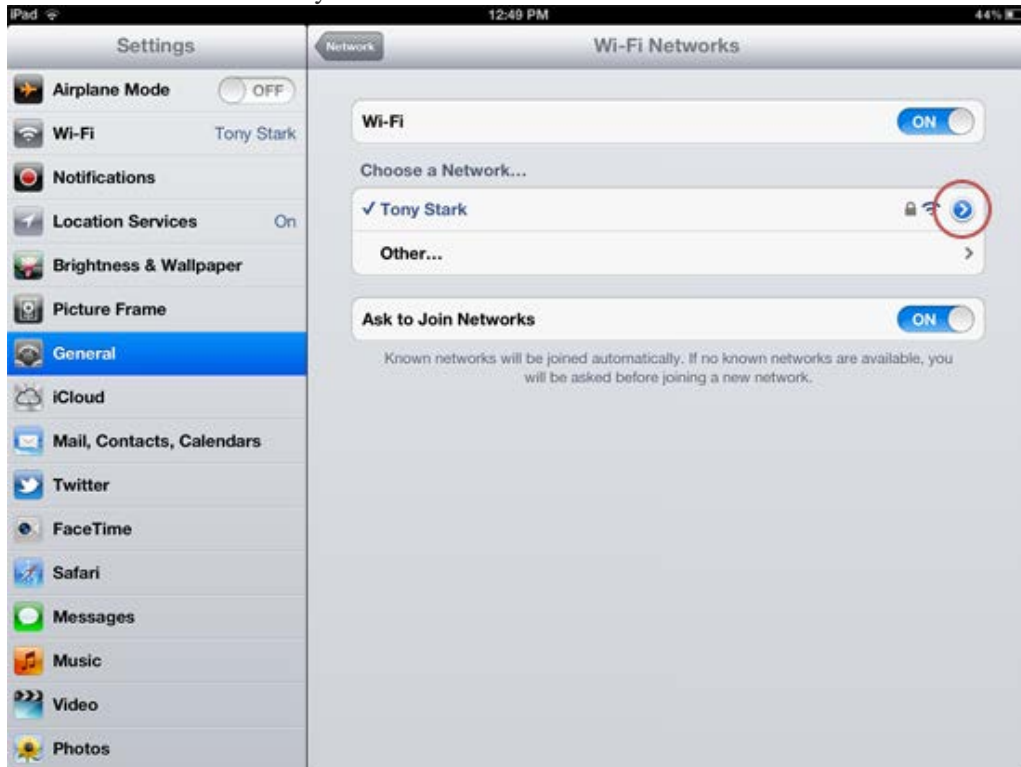 iPad 12:49 PM 44%
Settings
Airplane Mode OFF
Wi-Fi Tony Stark
Notifications
Location Services On
Brightness & Wallpaper
Picture Frame
General
iCloud
Mail, Contacts, Calendars
Twitter
FaceTime
Safari
Messages
Music
Video
Photos
Network Wi-Fi Networks
Wi-Fi ON
Choose a Network...
✓ Tony Stark
Other...
Ask to Join Networks ON
Known networks will be joined automatically. If no known networks are available, you
will be asked before joining a new network.